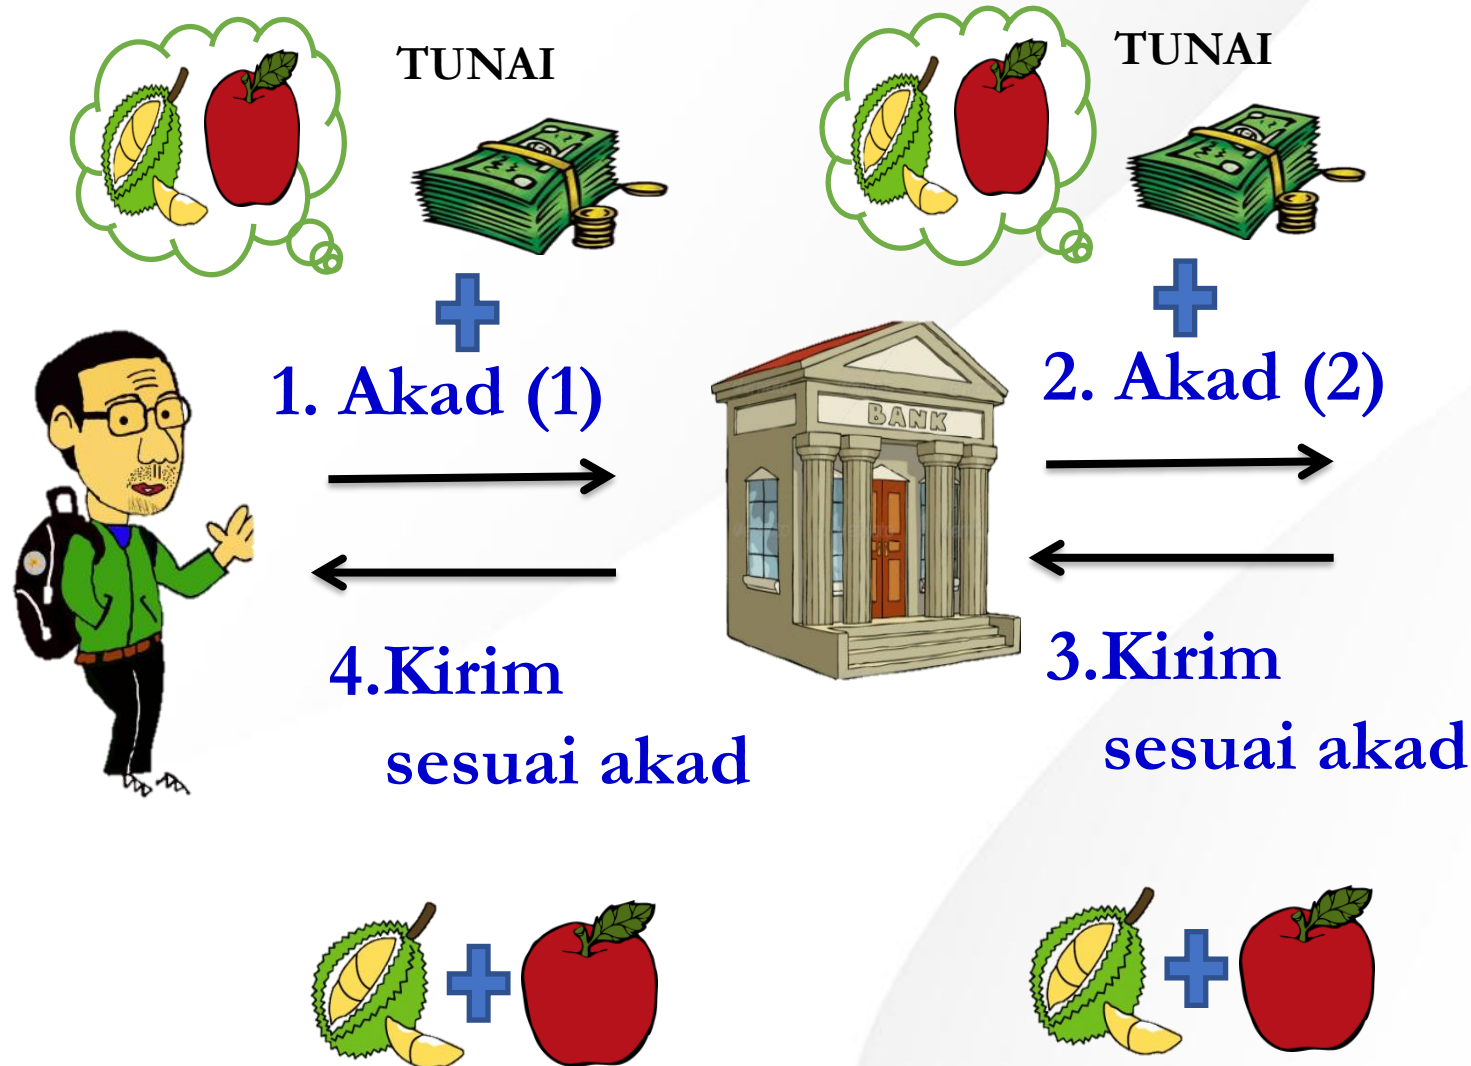 TUNAI
TUNAI
1. Akad (1)
2. Akad (2)
BANK
4.Kirim
sesuai akad
3.Kirim
sesuai akad